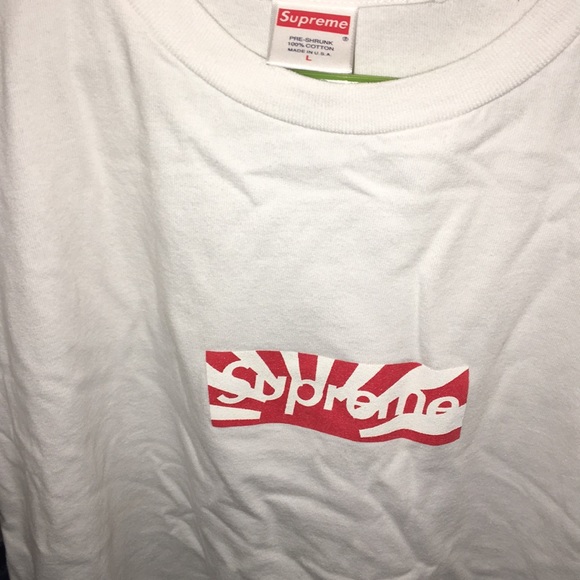 Supreme
®
PRE-SHRUNK
100% COTTON
MADE IN U.S.A.
L
Supreme